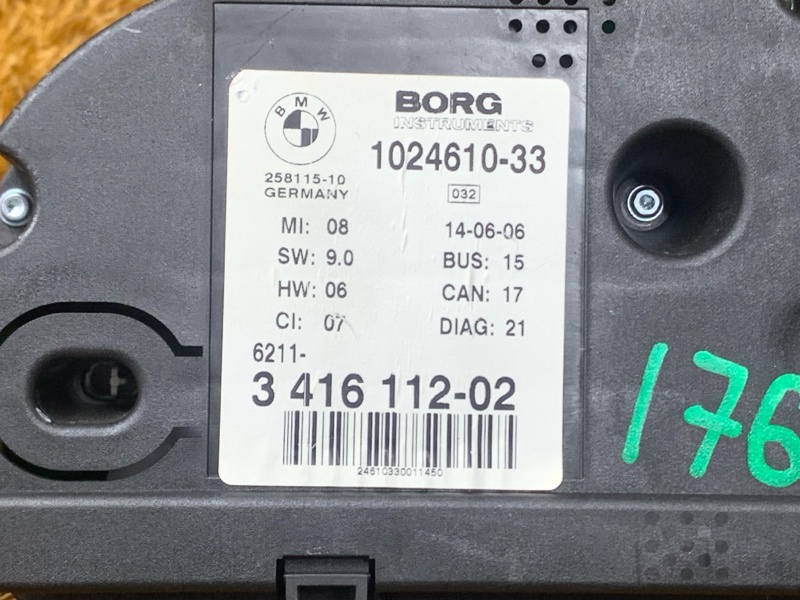 BMW
BORG
INSTRUMENTS
1024610-33
258115-10
GERMANY
032
MI: 08
14-06-06
SW: 9.0
BUS: 15
HW: 06
CAN: 17
CI: 07
DIAG: 21
6211-
3 416 112-02
24610330011450
176